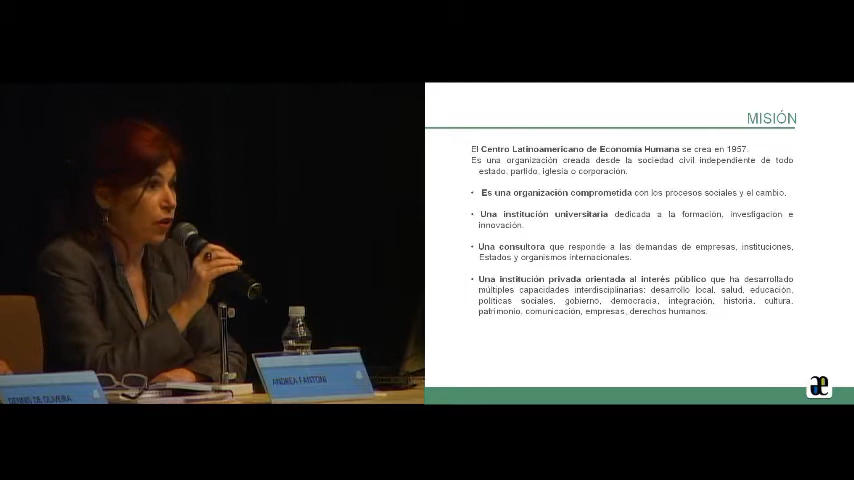 DENNIS DE OLIVEIRA
ANDREA FANTONI
MISIÓN
El Centro Latinoamericano de Economía Humana se crea en 1957.
Es una organización creada desde la sociedad civil independiente de todo
estado, partido, iglesia o corporación.
• Es una organización comprometida con los procesos sociales y el cambio.
• Una institución universitaria dedicada a la formación, investigación e
innovación.
• Una consultora que responde a las demandas de empresas, instituciones,
Estados y organismos internacionales.
• Una institución privada orientada al interés público que ha desarrollado
múltiples capacidades interdisciplinarias: desarrollo local, salud, educación,
políticas sociales, gobierno, democracia, integración, historia, cultura,
patrimonio, comunicación, empresas, derechos humanos.
æ